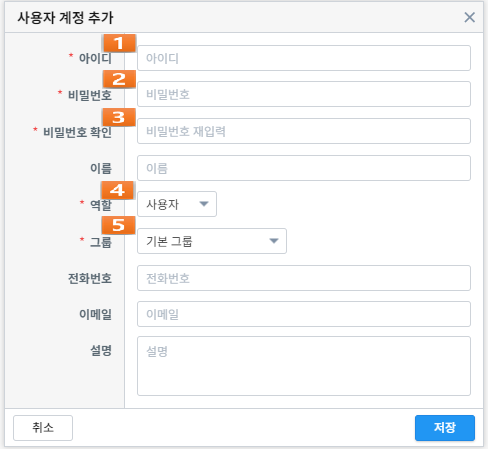 사용자 계정 추가
1
* 아이디 아이디
2
* 비밀번호 비밀번호
3
* 비밀번호 확인 비밀번호 재입력
이름 이름
4
* 역할 사용자
5
* 그룹 기본 그룹
전화번호 전화번호
이메일 이메일
설명 설명
취소 저장